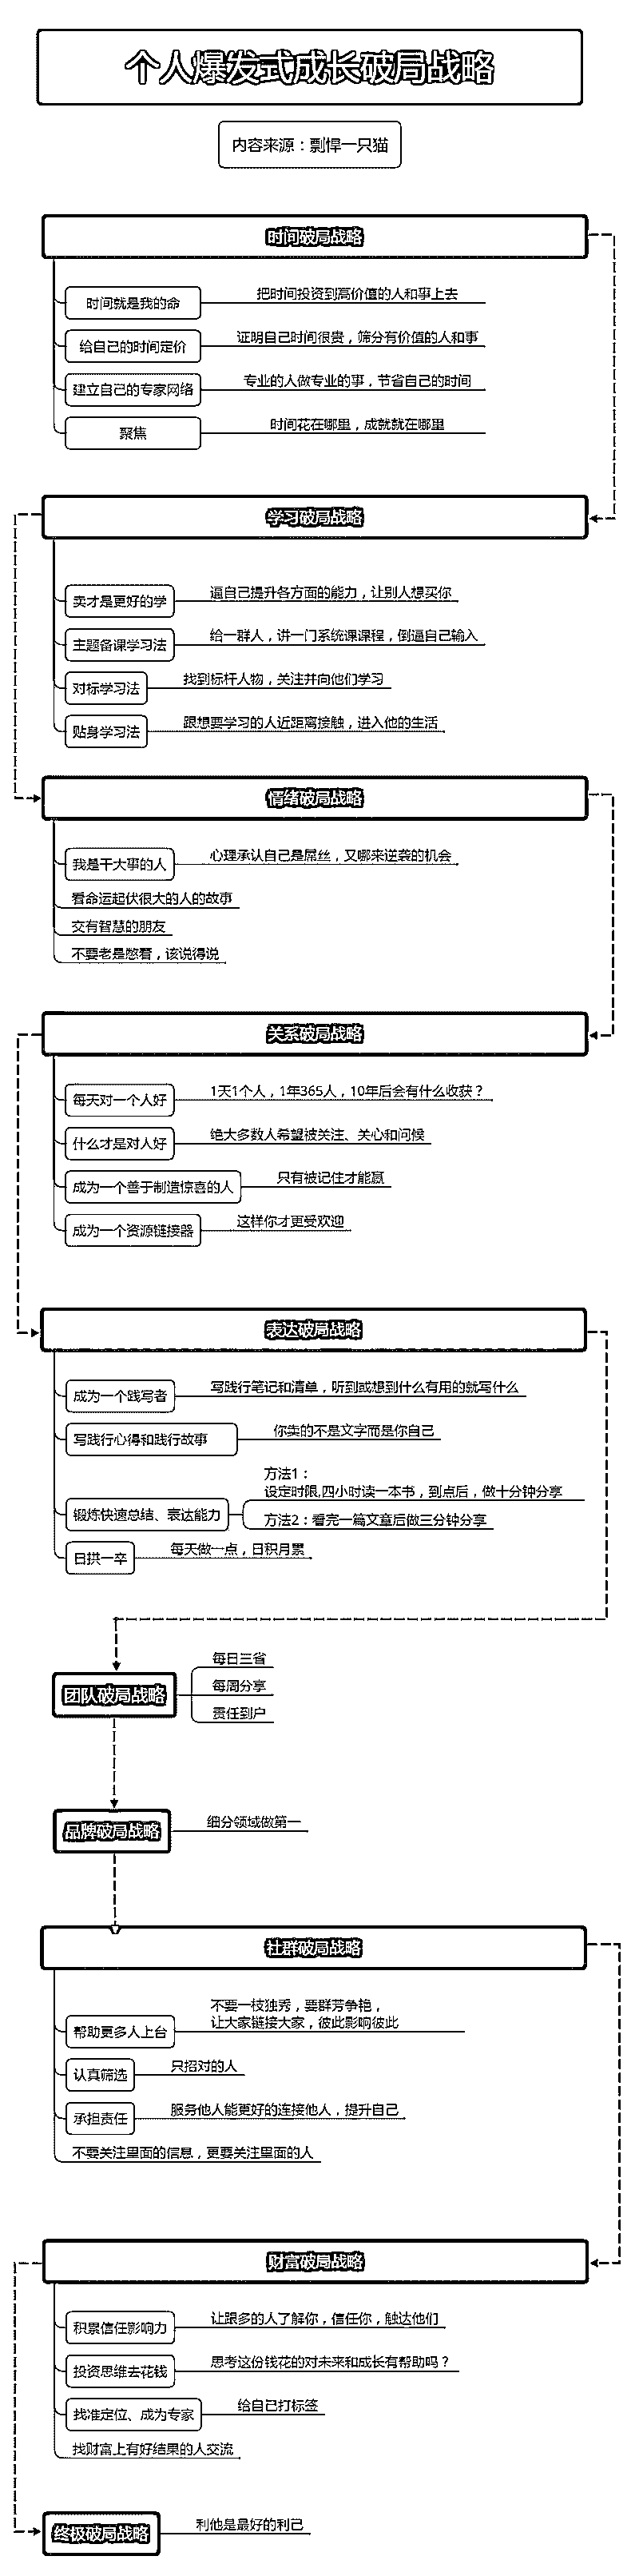 个人爆发式成长破局战略
内容来源：剽悍一只猫
时间破局战略
时间就是我的命
把时间投资到高价值的人和事上去
给自己的时间定价
证明自己时间很贵，筛分有价值的人和事
建立自己的专家网络
专业的人做专业的事，节省自己的时间
聚焦
时间花在哪里，成就就在哪里
学习破局战略
卖才是更好的学
逼自己提升各方面的能力，让别人想买你
主题备课学习法
给一群人，讲一门系统课课程，倒逼自己输入
对标学习法
找到标杆人物，关注并向他们学习
贴身学习法
跟想要学习的人近距离接触，进入他的生活
情绪破局战略
我是干大事的人
心理承认自己是屌丝，又哪来逆袭的机会
看命运起伏很大的人的故事
交有智慧的朋友
不要老是憋着，该说得说
关系破局战略
每天对一个人好
1天1个人，1年365人，10年后会有什么收获？
什么才是对人好
绝大多数人希望被关注、关心和问候
成为一个善于制造惊喜的人
只有被记住才能赢
成为一个资源链接器
这样你才更受欢迎
表达破局战略
成为一个践写者
写践行笔记和清单，听到或想到什么有用的就写什么
写践行心得和践行故事
你卖的不是文字而是你自己
锻炼快速总结、表达能力
方法1：
设定时限,四小时读一本书，到点后，做十分钟分享
方法2：看完一篇文章后做三分钟分享
日拱一卒
每天做一点，日积月累
团队破局战略
每日三省
每周分享
责任到户
品牌破局战略
细分领域做第一
社群破局战略
帮助更多人上台
不要一枝独秀，要群芳争艳，
让大家链接大家，彼此影响彼此
认真筛选
只招对的人
承担责任
服务他人能更好的连接他人，提升自己
不要关注里面的信息，更要关注里面的人
财富破局战略
积累信任影响力
让跟多的人了解你，信任你，触达他们
投资思维去花钱
思考这份钱花的对未来和成长有帮助吗？
找准定位、成为专家
给自已打标签
找财富上有好结果的人交流
终极破局战略
利他是最好的利己